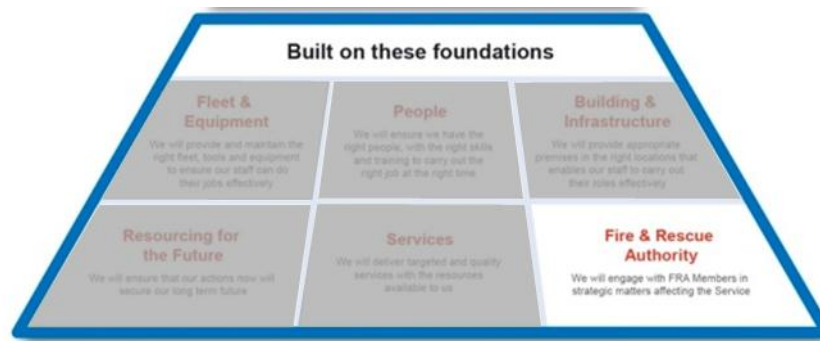 Built on these foundations
Fleet &
Equipment
We will provide and maintain the
right fleet, tools and equipment
to ensure our staff can do
their jobs effectively
People
We will ensure we have the
right people, with the right skills
and training to carry out the
right job at the right time
Building &
Infrastructure
We will provide appropriate
premises in the right locations that
enables our staff to carry out
their roles effectively
Resourcing for
the Future
We will ensure that our actions now will
secure our long term future
Services
We will deliver targeted and quality
services with the resources
available to us
Fire & Rescue
Authority
We will engage with FRA Members in
strategic matters affecting the Service